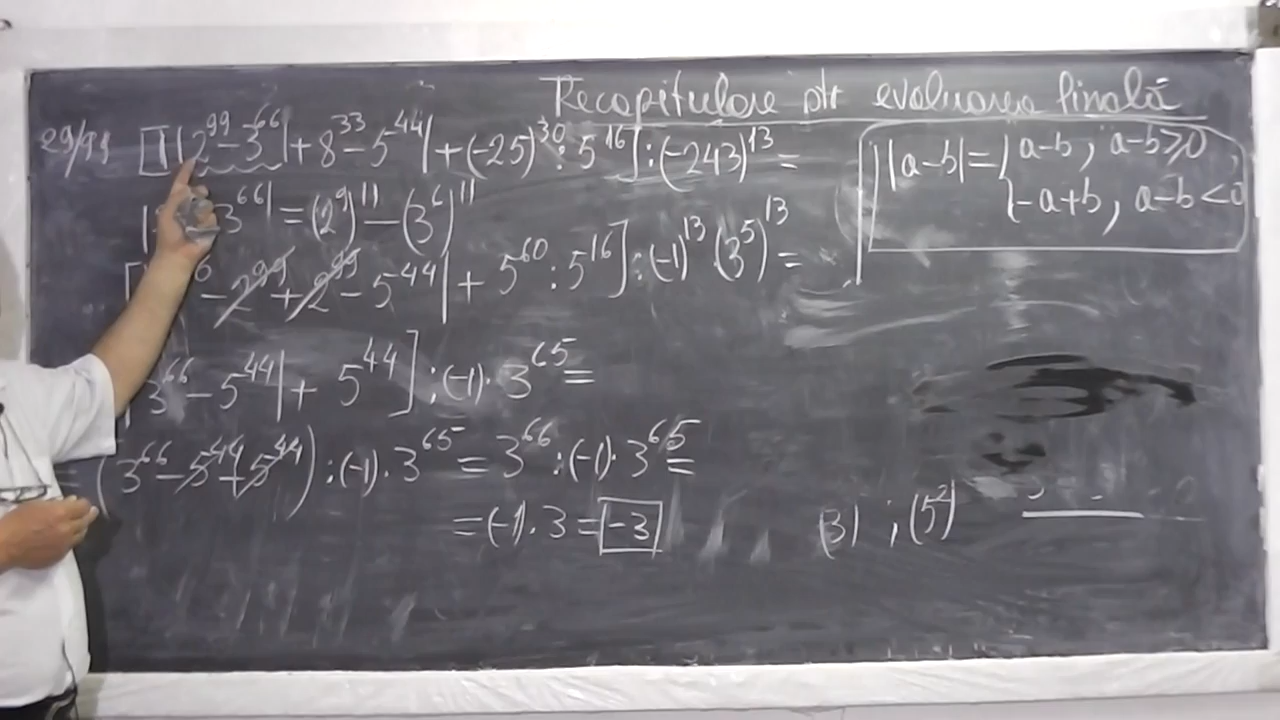 Recapitulare ptr evaluarea finală
29/91 [||2^99-3^66|+8^33-5^44|+(-25)^30:5^16]:(-243)^13=
|a-b|={a-b, a-b≥0
{-a+b, a-b<0
3^66|=(2^9)^11-(3^6)^11
-2^99+2^99-5^44|+5^60:5^16]:(-1)^13(3^5)^13=
3^66-5^44|+5^44]:(-1)·3^65=
=(3^66-5^44+5^44):(-1)·3^65=3^66:(-1)·3^65=
=(-1)·3=-3
(3) ; (5^2)